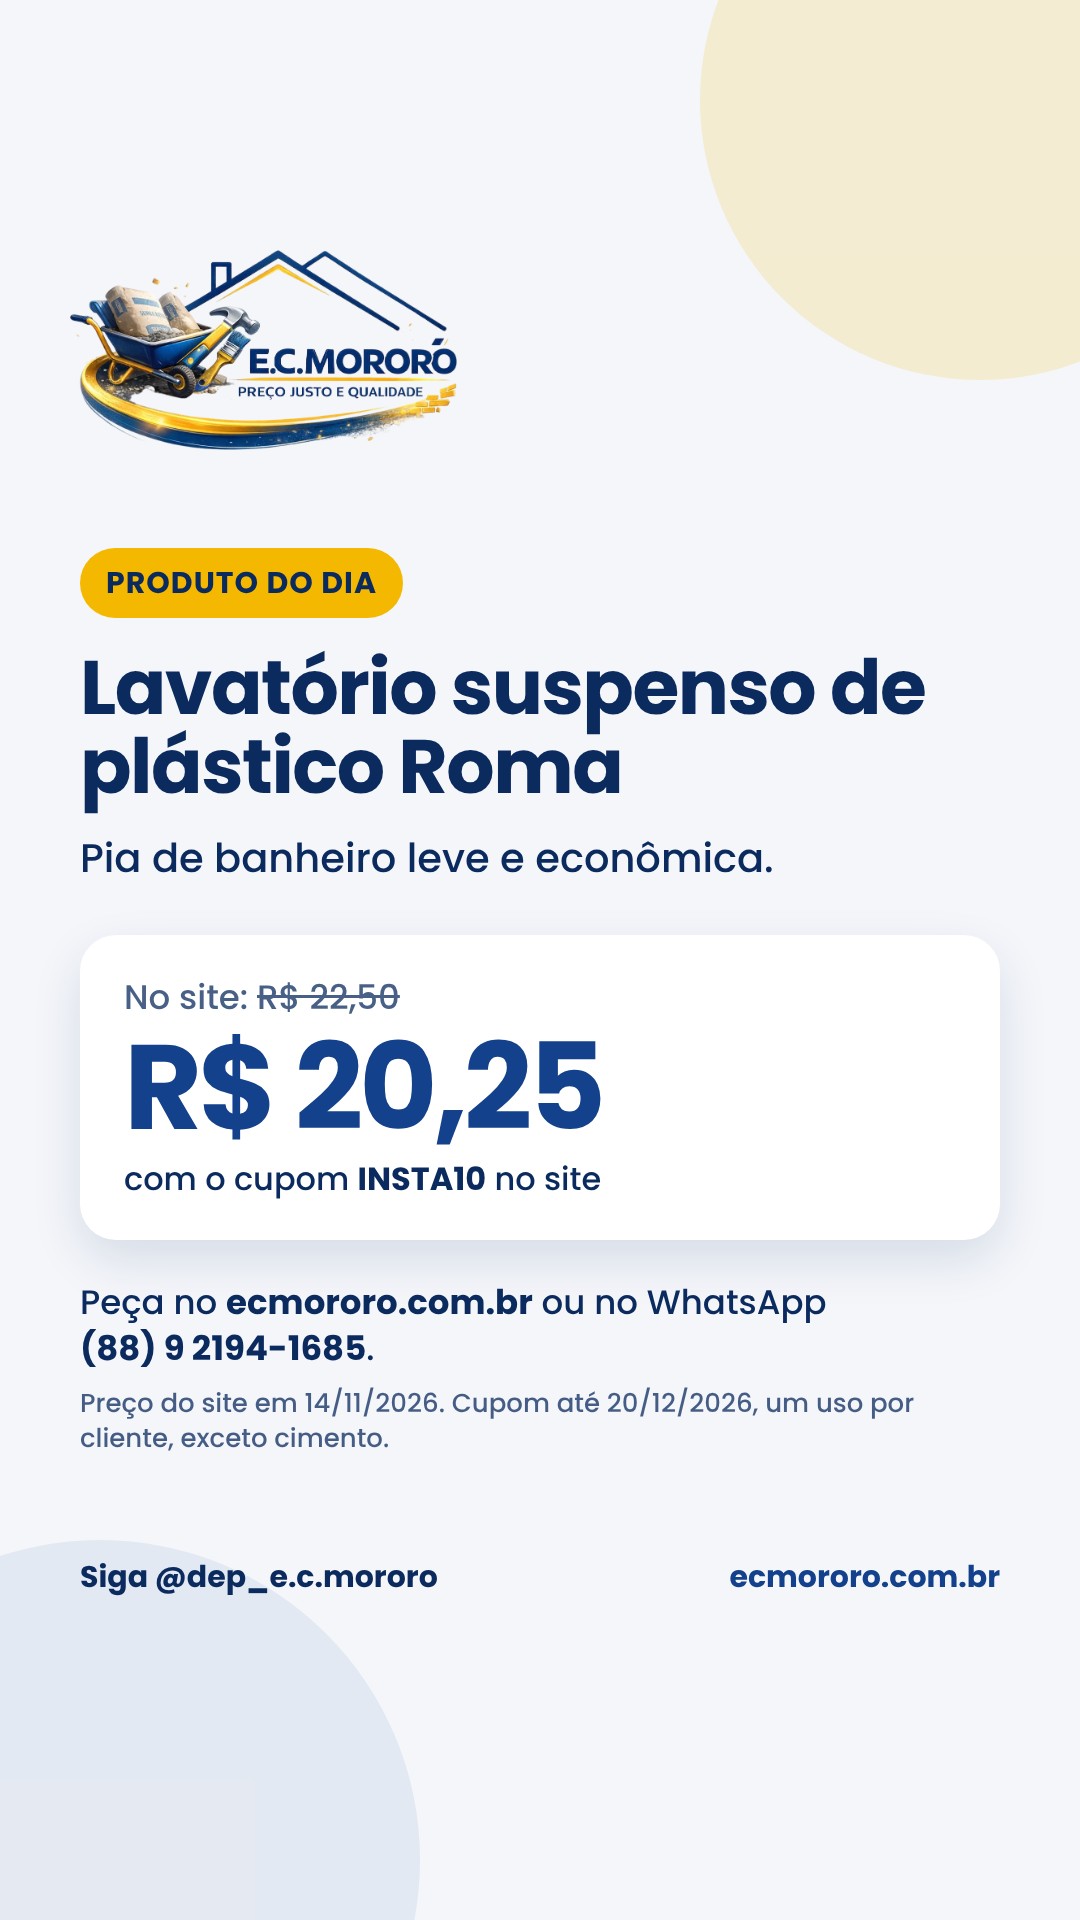 E.C.MORORÓ
PREÇO JUSTO E QUALIDADE
PRODUTO DO DIA
Lavatório suspenso de
plástico Roma
Pia de banheiro leve e econômica.
No site: R$ 22,50
R$ 20,25
com o cupom INSTA10 no site
Peça no ecmororo.com.br ou no WhatsApp
(88) 9 2194-1685.
Preço do site em 14/11/2026. Cupom até 20/12/2026, um uso por
cliente, exceto cimento.
Siga @dep_e.c.mororo
ecmororo.com.br